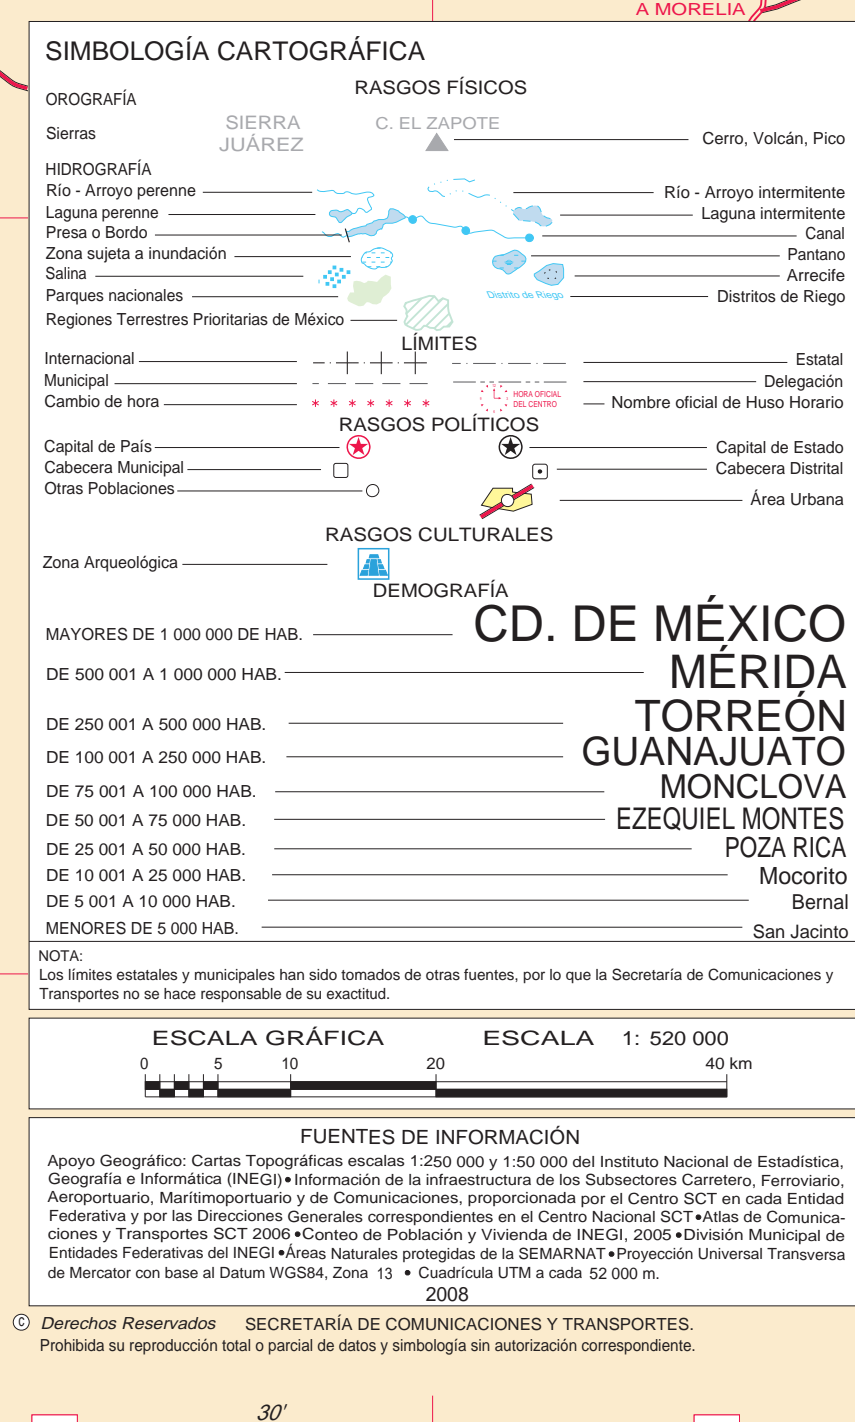 A MORELIA
SIMBOLOGÍA CARTOGRÁFICA
RASGOS FÍSICOS
OROGRAFÍA
Sierras
SIERRA
JUÁREZ
C. EL ZAPOTE
Cerro, Volcán, Pico
HIDROGRAFÍA
Río - Arroyo perenne
Río - Arroyo intermitente
Laguna perenne
Laguna intermitente
Presa o Bordo
Canal
Zona sujeta a inundación
Pantano
Salina
Arrecife
Parques nacionales
Distrito de Riego
Distritos de Riego
Regiones Terrestres Prioritarias de México
LÍMITES
Internacional
Estatal
Municipal
Delegación
Cambio de hora
HORA OFICIAL
DEL CENTRO
Nombre oficial de Huso Horario
RASGOS POLÍTICOS
Capital de País
Capital de Estado
Cabecera Municipal
Cabecera Distrital
Otras Poblaciones
Área Urbana
RASGOS CULTURALES
Zona Arqueológica
DEMOGRAFÍA
MAYORES DE 1 000 000 DE HAB.
CD. DE MÉXICO
DE 500 001 A 1 000 000 HAB.
MÉRIDA
DE 250 001 A 500 000 HAB.
TORREÓN
DE 100 001 A 250 000 HAB.
GUANAJUATO
DE 75 001 A 100 000 HAB.
MONCLOVA
DE 50 001 A 75 000 HAB.
EZEQUIEL MONTES
DE 25 001 A 50 000 HAB.
POZA RICA
DE 10 001 A 25 000 HAB.
Mocorito
DE 5 001 A 10 000 HAB.
Bernal
MENORES DE 5 000 HAB.
San Jacinto
NOTA:
Los límites estatales y municipales han sido tomados de otras fuentes, por lo que la Secretaría de Comunicaciones y
Transportes no se hace responsable de su exactitud.
ESCALA GRÁFICA ESCALA 1: 520 000
0 5 10 20 40 km
FUENTES DE INFORMACIÓN
Apoyo Geográfico: Cartas Topográficas escalas 1:250 000 y 1:50 000 del Instituto Nacional de Estadística,
Geografía e Informática (INEGI)•Información de la infraestructura de los Subsectores Carretero, Ferroviario,
Aeroportuario, Marítimoportuario y de Comunicaciones, proporcionada por el Centro SCT en cada Entidad
Federativa y por las Direcciones Generales correspondientes en el Centro Nacional SCT•Atlas de Comunica-
ciones y Transportes SCT 2006•Conteo de Población y Vivienda de INEGI, 2005•División Municipal de
Entidades Federativas del INEGI•Áreas Naturales protegidas de la SEMARNAT•Proyección Universal Transversa
de Mercator con base al Datum WGS84, Zona 13 • Cuadrícula UTM a cada 52 000 m.
2008
© Derechos Reservados SECRETARÍA DE COMUNICACIONES Y TRANSPORTES.
Prohibida su reproducción total o parcial de datos y simbología sin autorización correspondiente.
30'